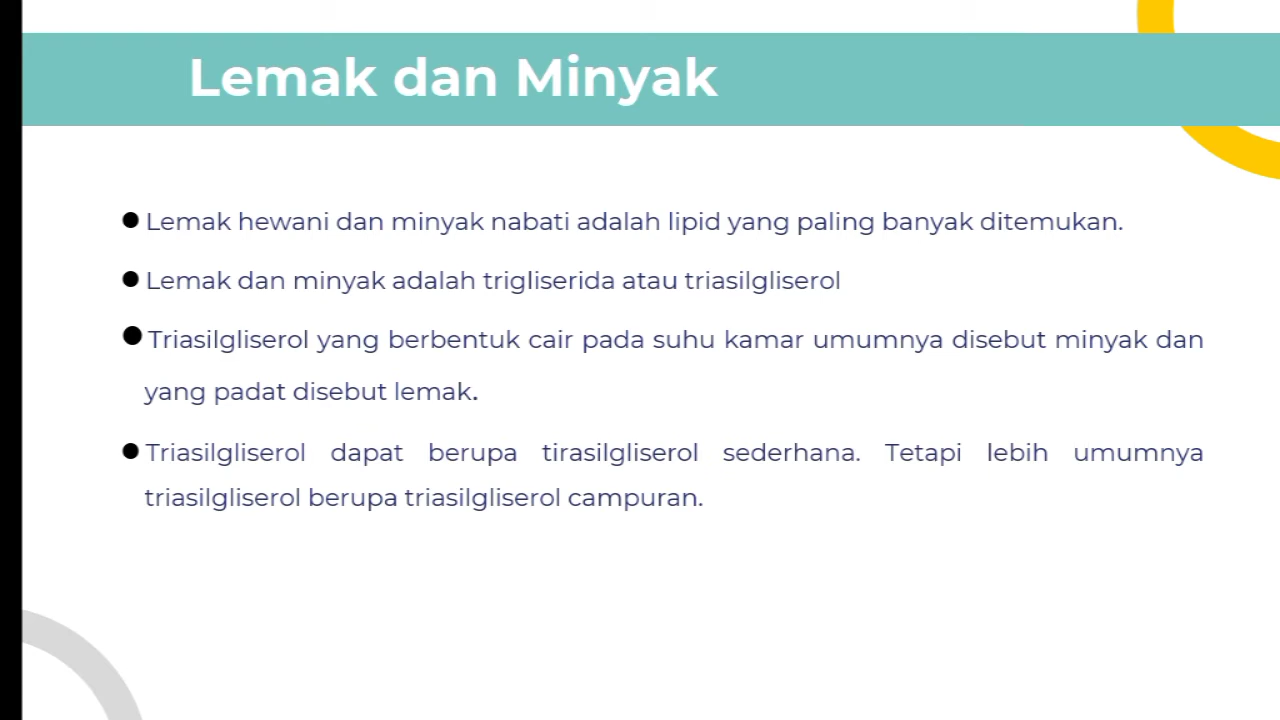 Lemak dan Minyak
● Lemak hewani dan minyak nabati adalah lipid yang paling banyak ditemukan.
● Lemak dan minyak adalah trigliserida atau triasilgliserol
● Triasilgliserol yang berbentuk cair pada suhu kamar umumnya disebut minyak dan
yang padat disebut lemak.
● Triasilgliserol dapat berupa tirasilgliserol sederhana. Tetapi lebih umumnya
triasilgliserol berupa triasilgliserol campuran.